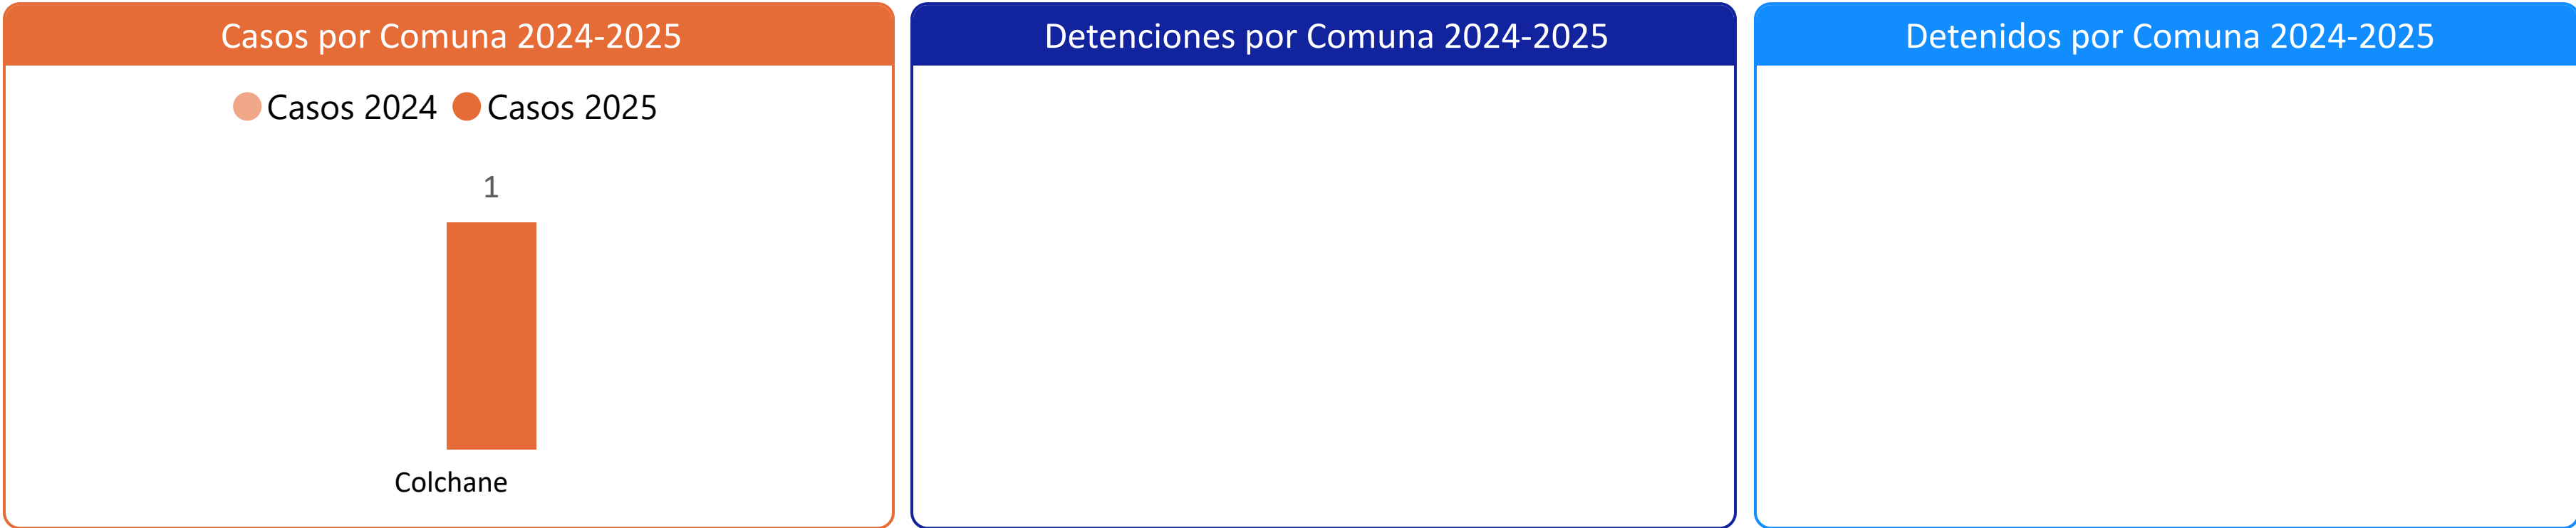 Casos por Comuna 2024-2025
Casos 2024 Casos 2025
1
Colchane
Detenciones por Comuna 2024-2025
Detenidos por Comuna 2024-2025